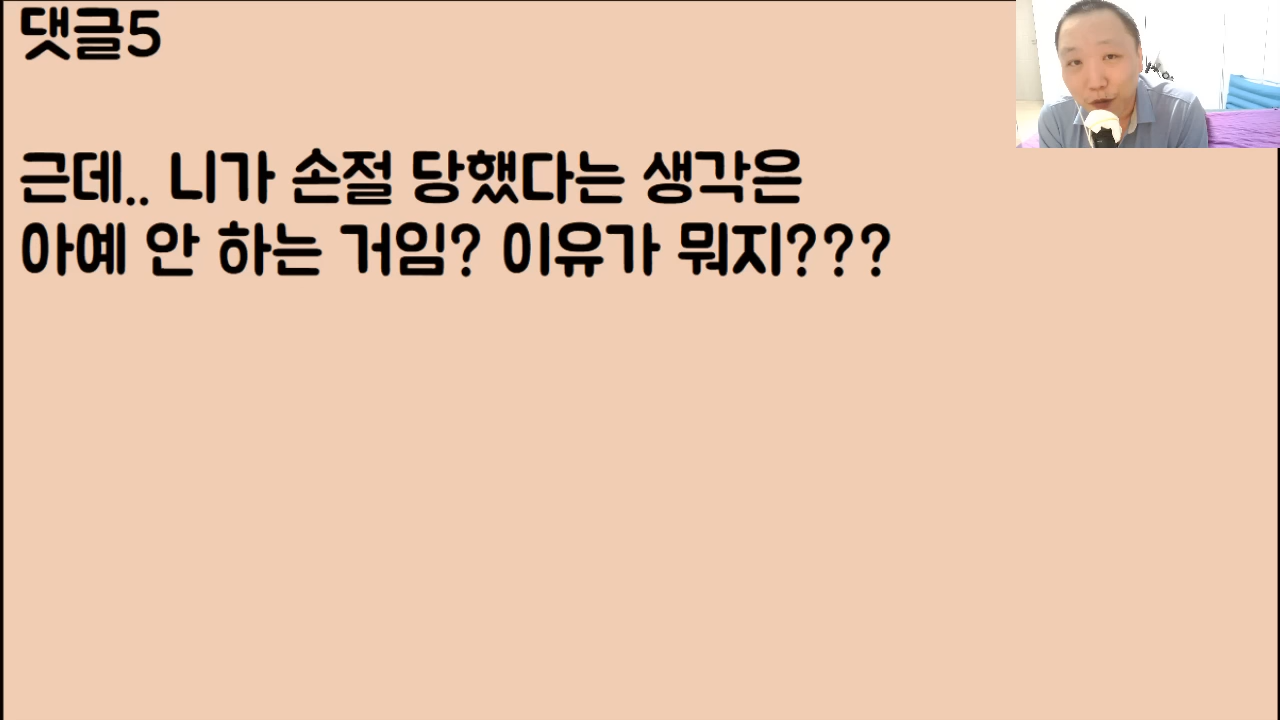 댓글5
근데.. 니가 손절 당했다는 생각은
아예 안 하는 거임? 이유가 뭐지???